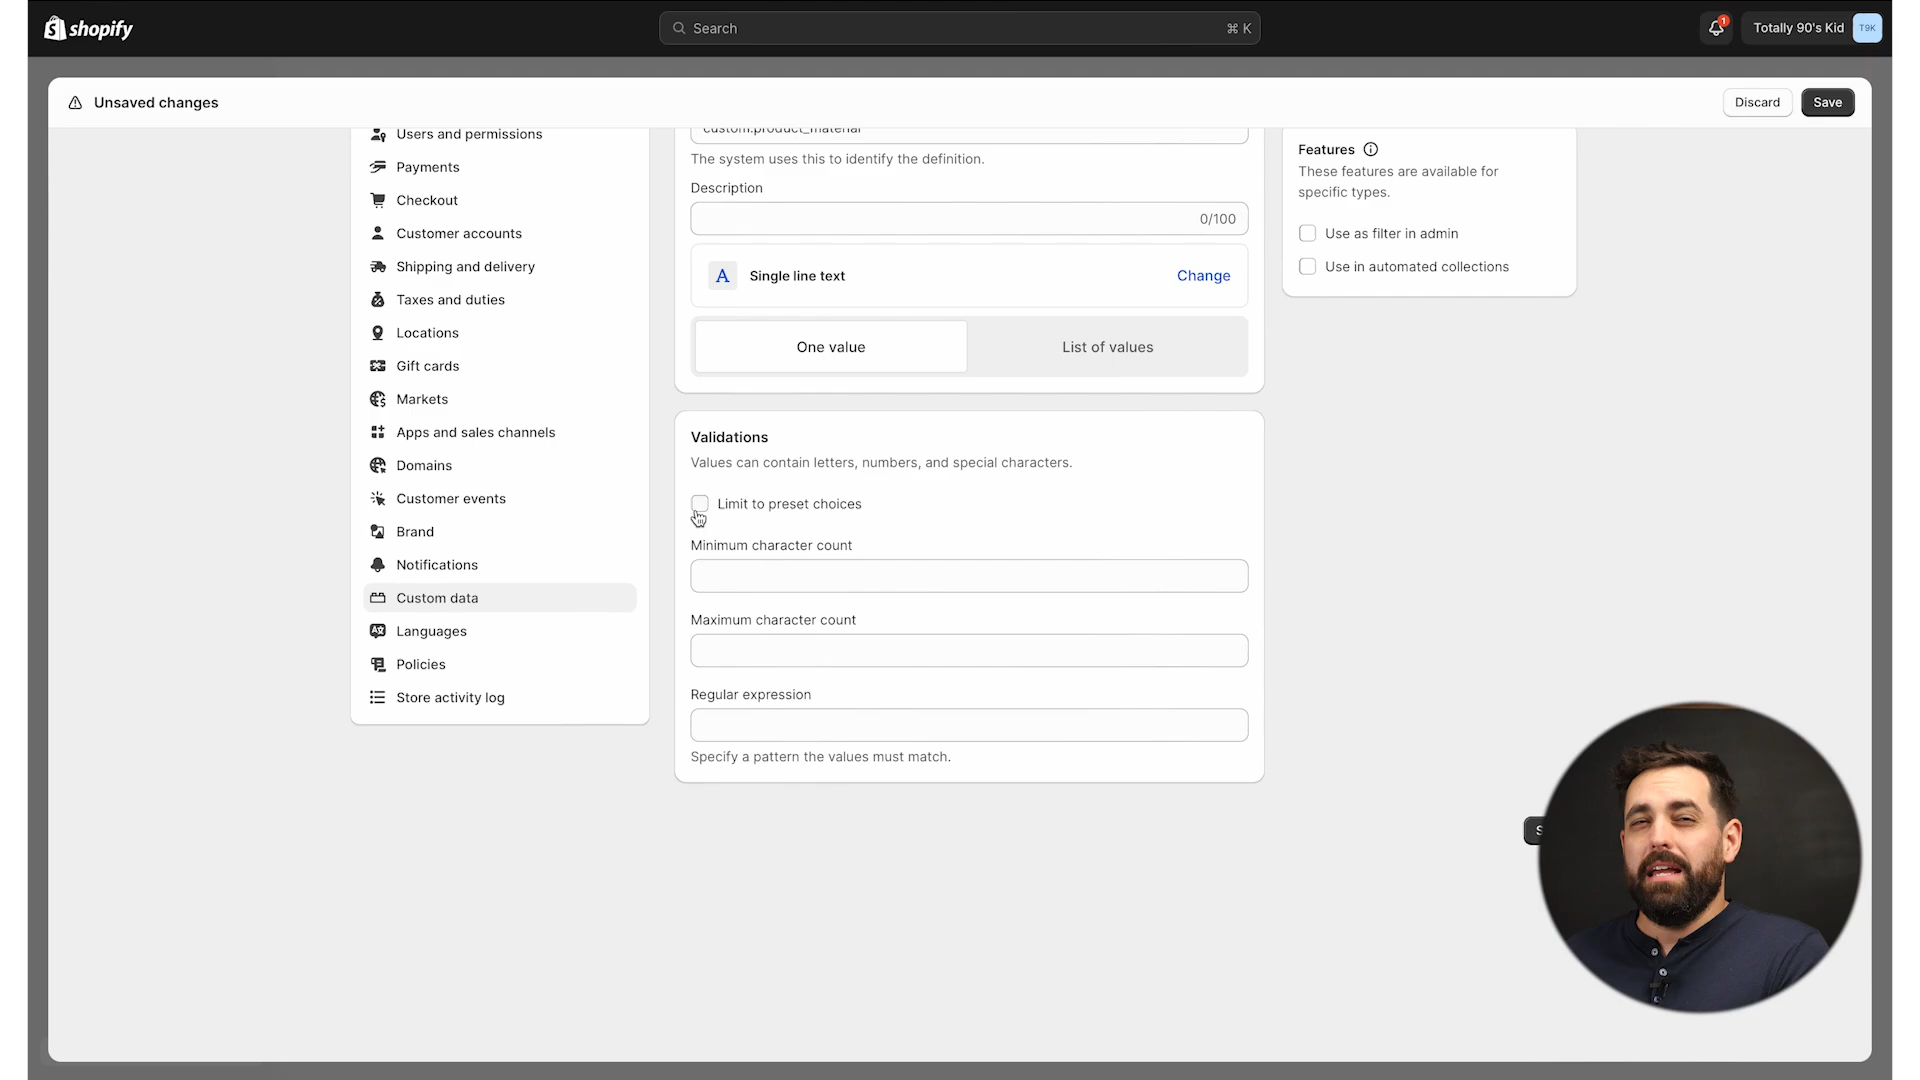 shopify
Search
⌘ K
1
Totally 90's Kid
T9K
Unsaved changes
Discard
Save
Users and permissions
Payments
Checkout
Customer accounts
Shipping and delivery
Taxes and duties
Locations
Gift cards
Markets
Apps and sales channels
Domains
Customer events
Brand
Notifications
Custom data
Languages
Policies
Store activity log
custom.product_material
The system uses this to identify the definition.
Description
0/100
A
Single line text
Change
One value
List of values
Validations
Values can contain letters, numbers, and special characters.
Limit to preset choices
Minimum character count
Maximum character count
Regular expression
Specify a pattern the values must match.
Features
These features are available for
specific types.
Use as filter in admin
Use in automated collections